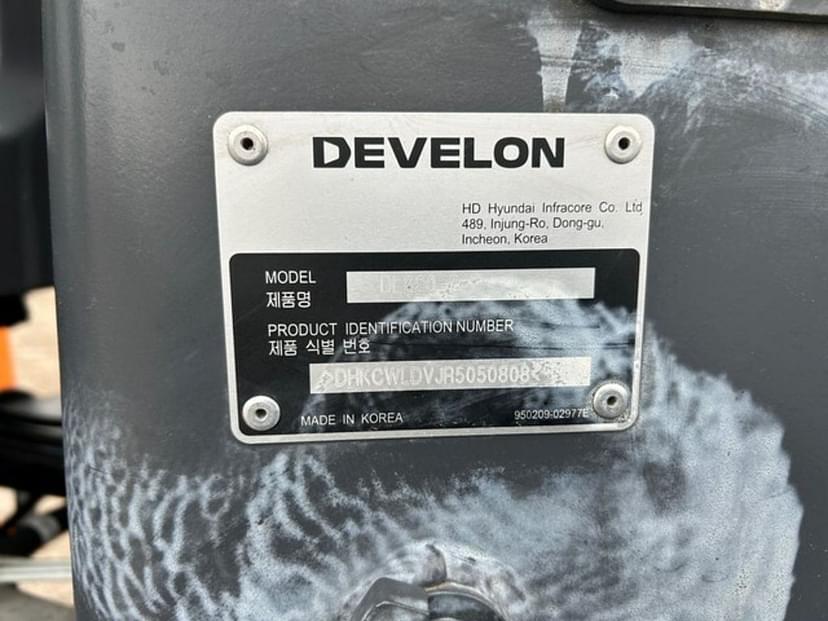 DEVELON
HD Hyundai Infracore Co. Ltd
489, Injung-Ro, Dong-gu,
Incheon, Korea
MODEL
제품명
PRODUCT IDENTIFICATION NUMBER
제품 식별 번호
DHKCWLDVJR5050808
MADE IN KOREA
950209-02977E